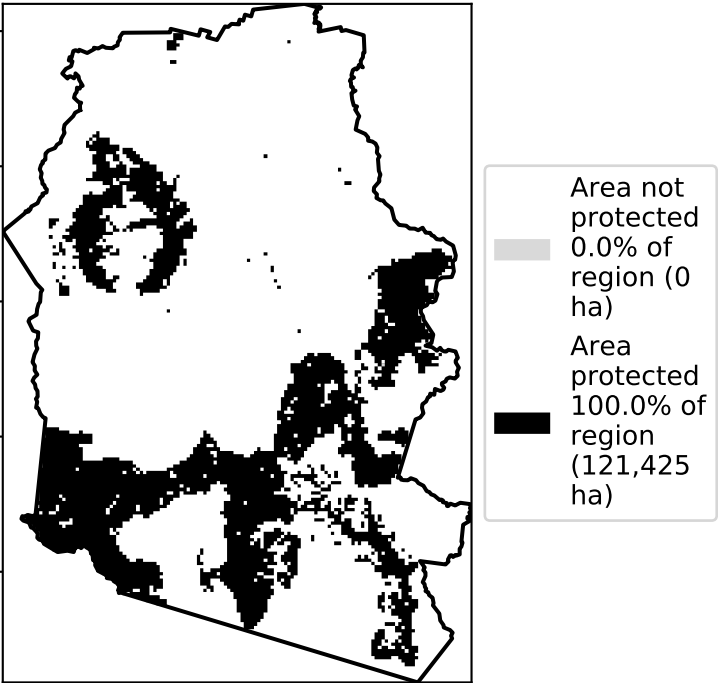 Area not
protected
0.0% of
region (0
ha)
Area
protected
100.0% of
region
(121,425
ha)